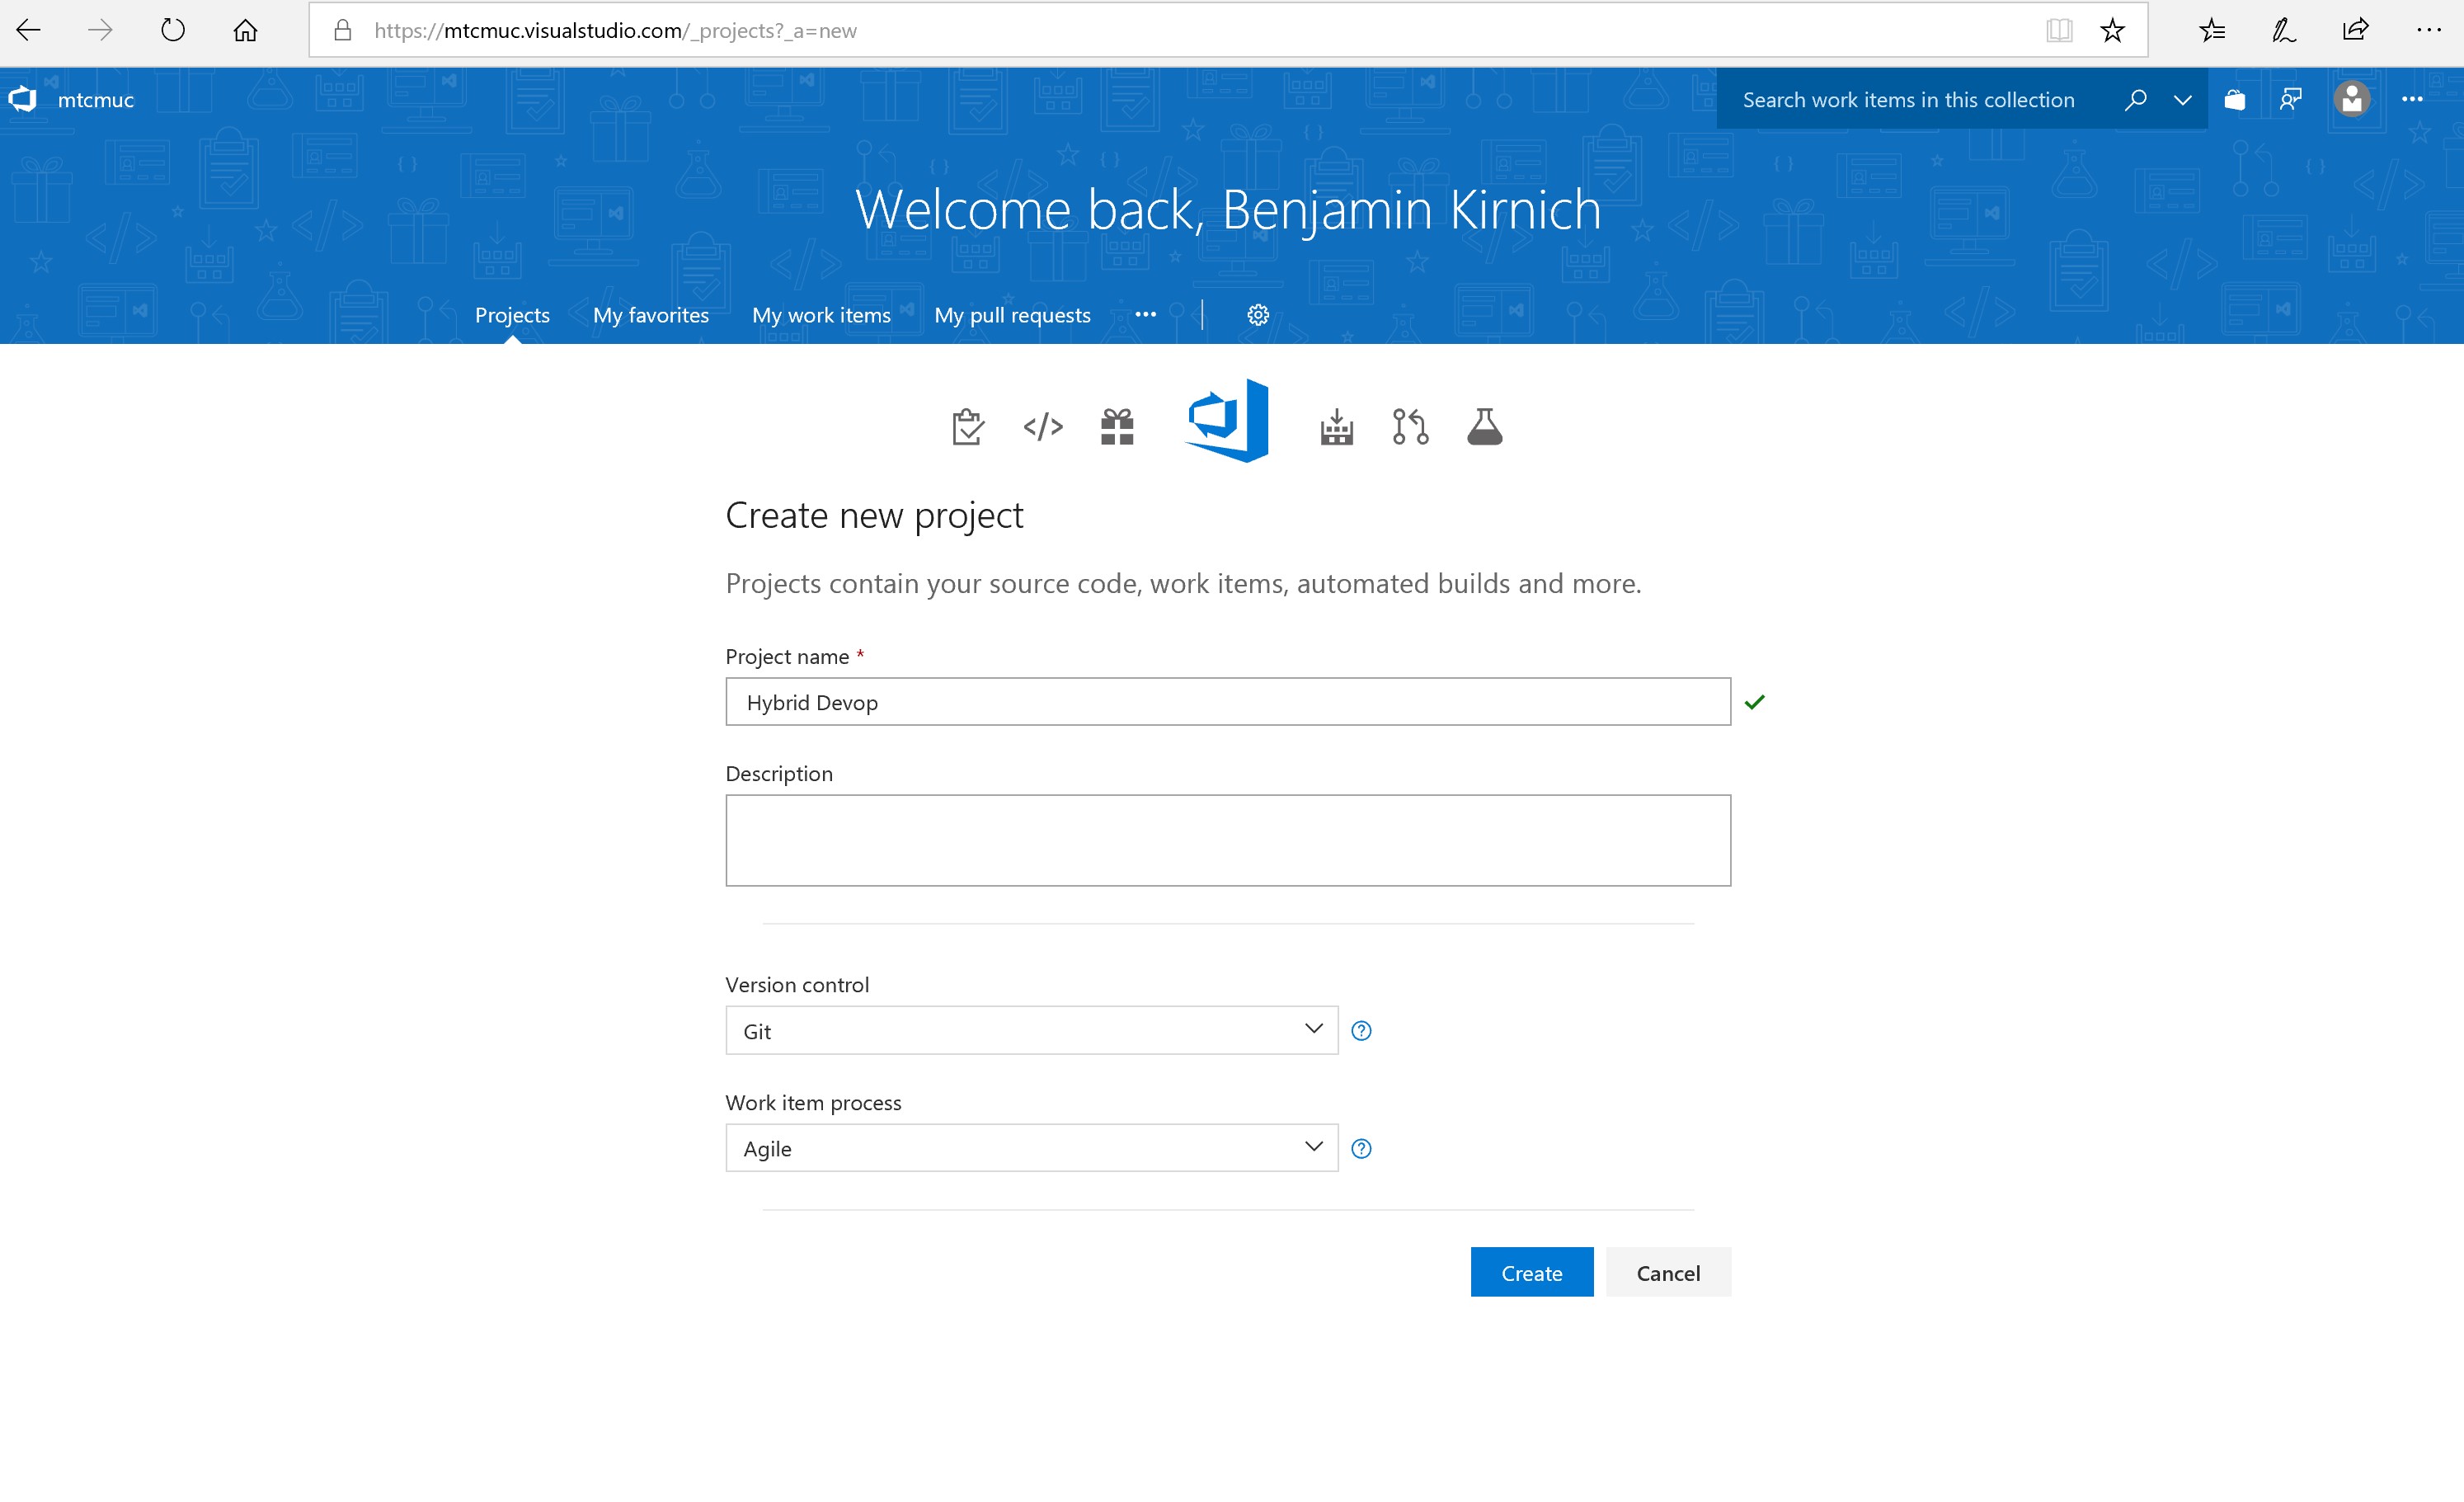 https://mtcmuc.visualstudio.com/_projects?_a=new
mtcmuc
Search work items in this collection
Welcome back, Benjamin Kirnich
Projects My favorites My work items My pull requests
Create new project
Projects contain your source code, work items, automated builds and more.
Project name *
Hybrid Devop
Description
Version control
Git
Work item process
Agile
Create Cancel